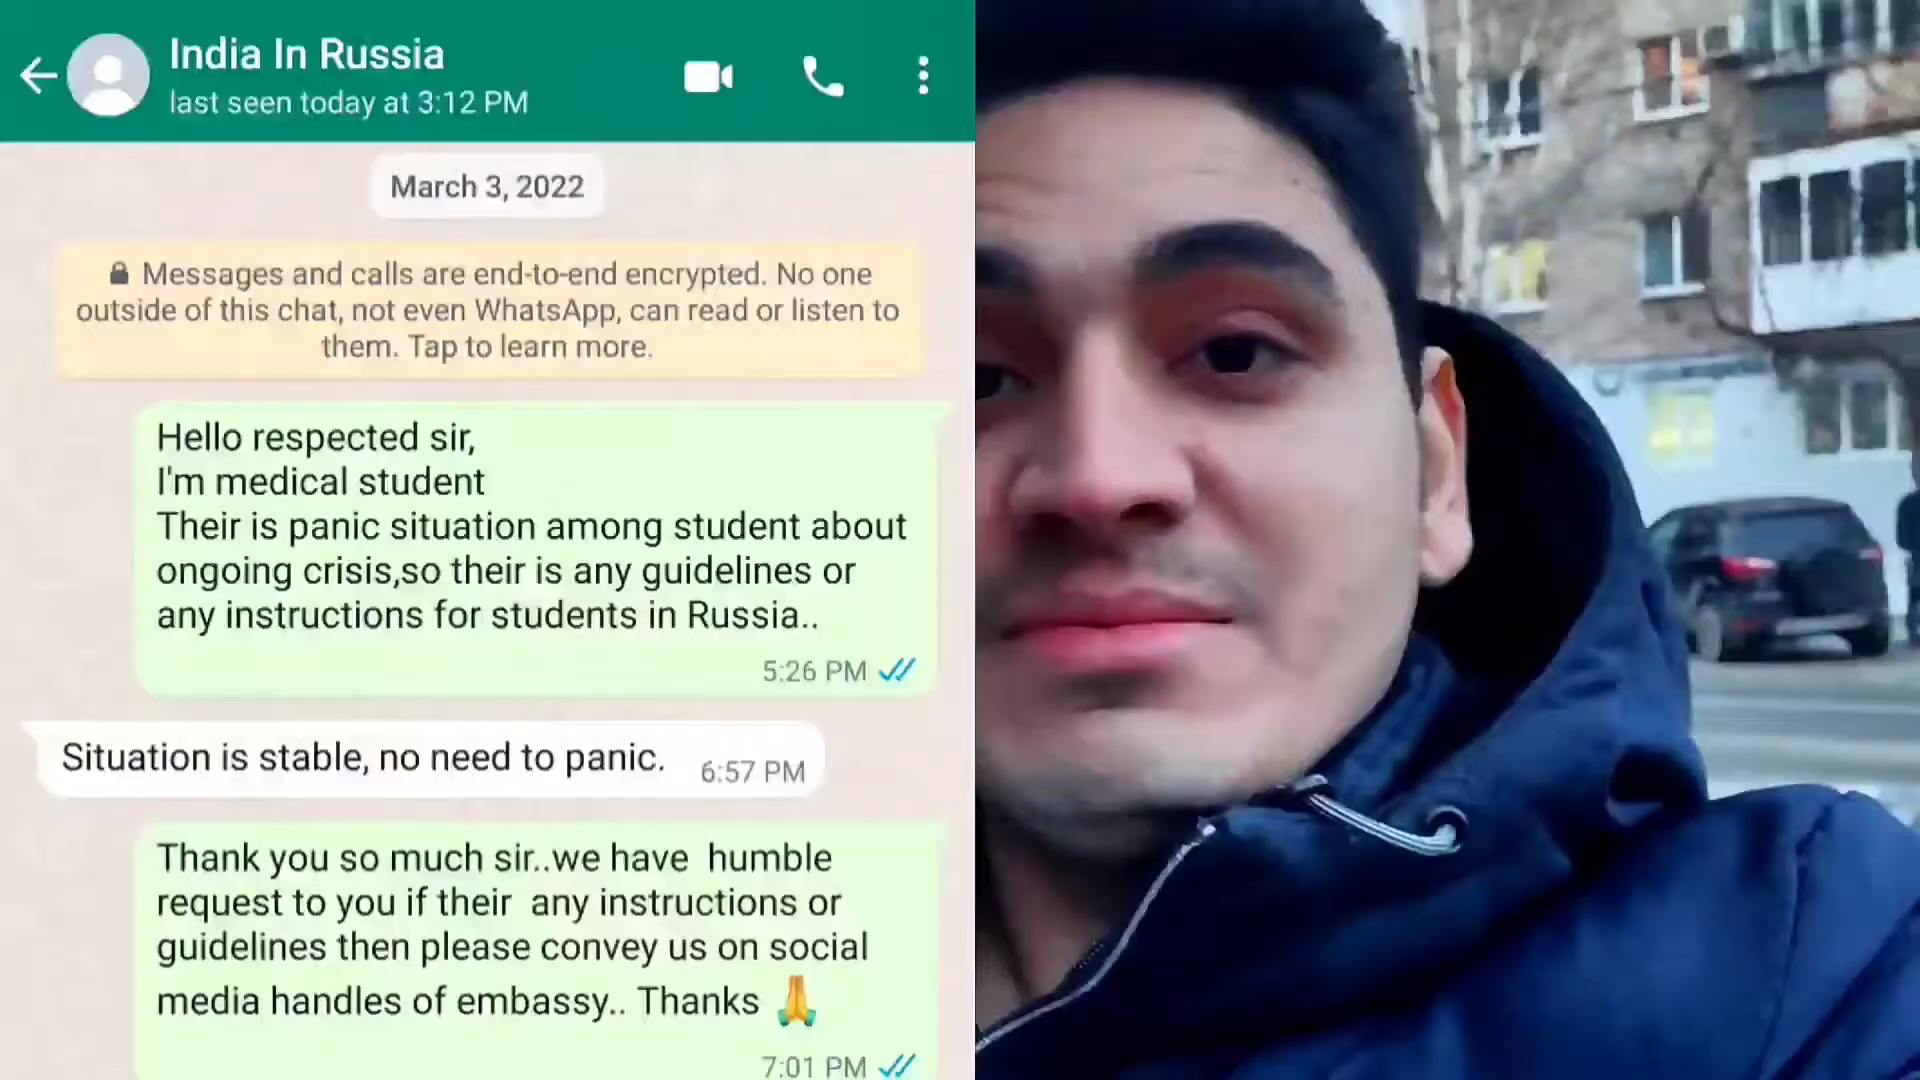 India In Russia
last seen today at 3:12 PM
March 3, 2022
Messages and calls are end-to-end encrypted. No one
outside of this chat, not even WhatsApp, can read or listen to
them. Tap to learn more.
Hello respected sir,
I'm medical student
Their is panic situation among student about
ongoing crisis,so their is any guidelines or
any instructions for students in Russia..
5:26 PM
Situation is stable, no need to panic.
6:57 PM
Thank you so much sir..we have humble
request to you if their any instructions or
guidelines then please convey us on social
media handles of embassy.. Thanks 🙏
7:01 PM